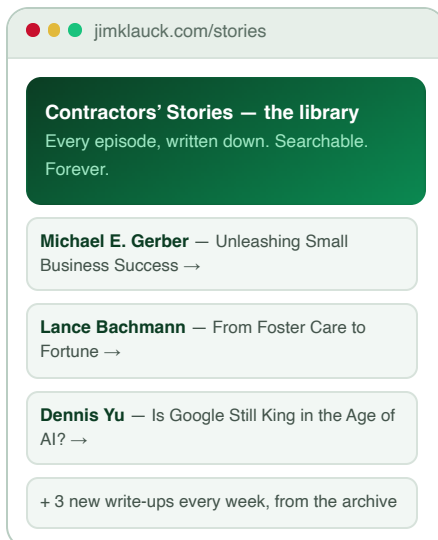 jimklauck.com/stories
Contractors’ Stories — the library
Every episode, written down. Searchable.
Forever.
Michael E. Gerber — Unleashing Small
Business Success →
Lance Bachmann — From Foster Care to
Fortune →
Dennis Yu — Is Google Still King in the Age of
AI? →
+ 3 new write-ups every week, from the archive